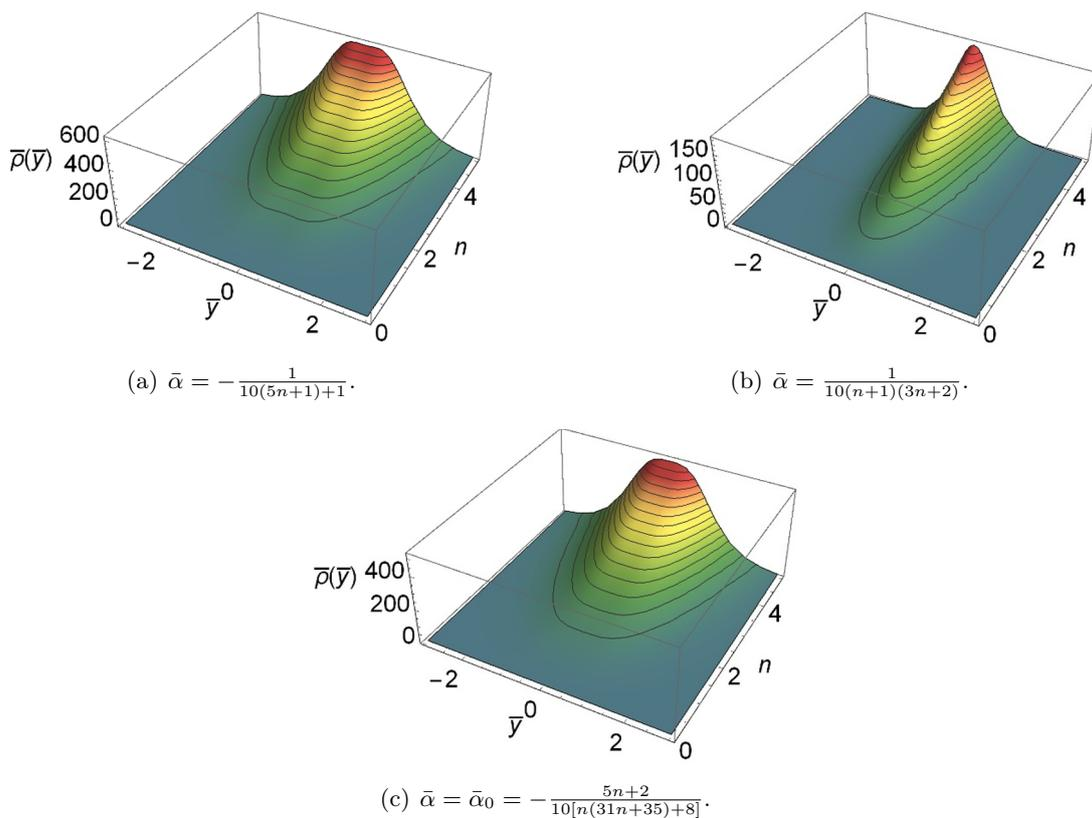 600
400
200
0
ρ̅(y̅)
−2
0
2
y̅
0
2
4
n
150
100
50
0
ρ̅(y̅)
−2
0
2
y̅
0
2
4
n
(a) ᾱ = −1/(10(5n+1)+1).
(b) ᾱ = 1/(10(n+1)(3n+2)).
400
200
0
ρ̅(y̅)
−2
0
2
y̅
0
2
4
n
(c) ᾱ = ᾱ₀ = −(5n+2)/(10[n(31n+35)+8]).